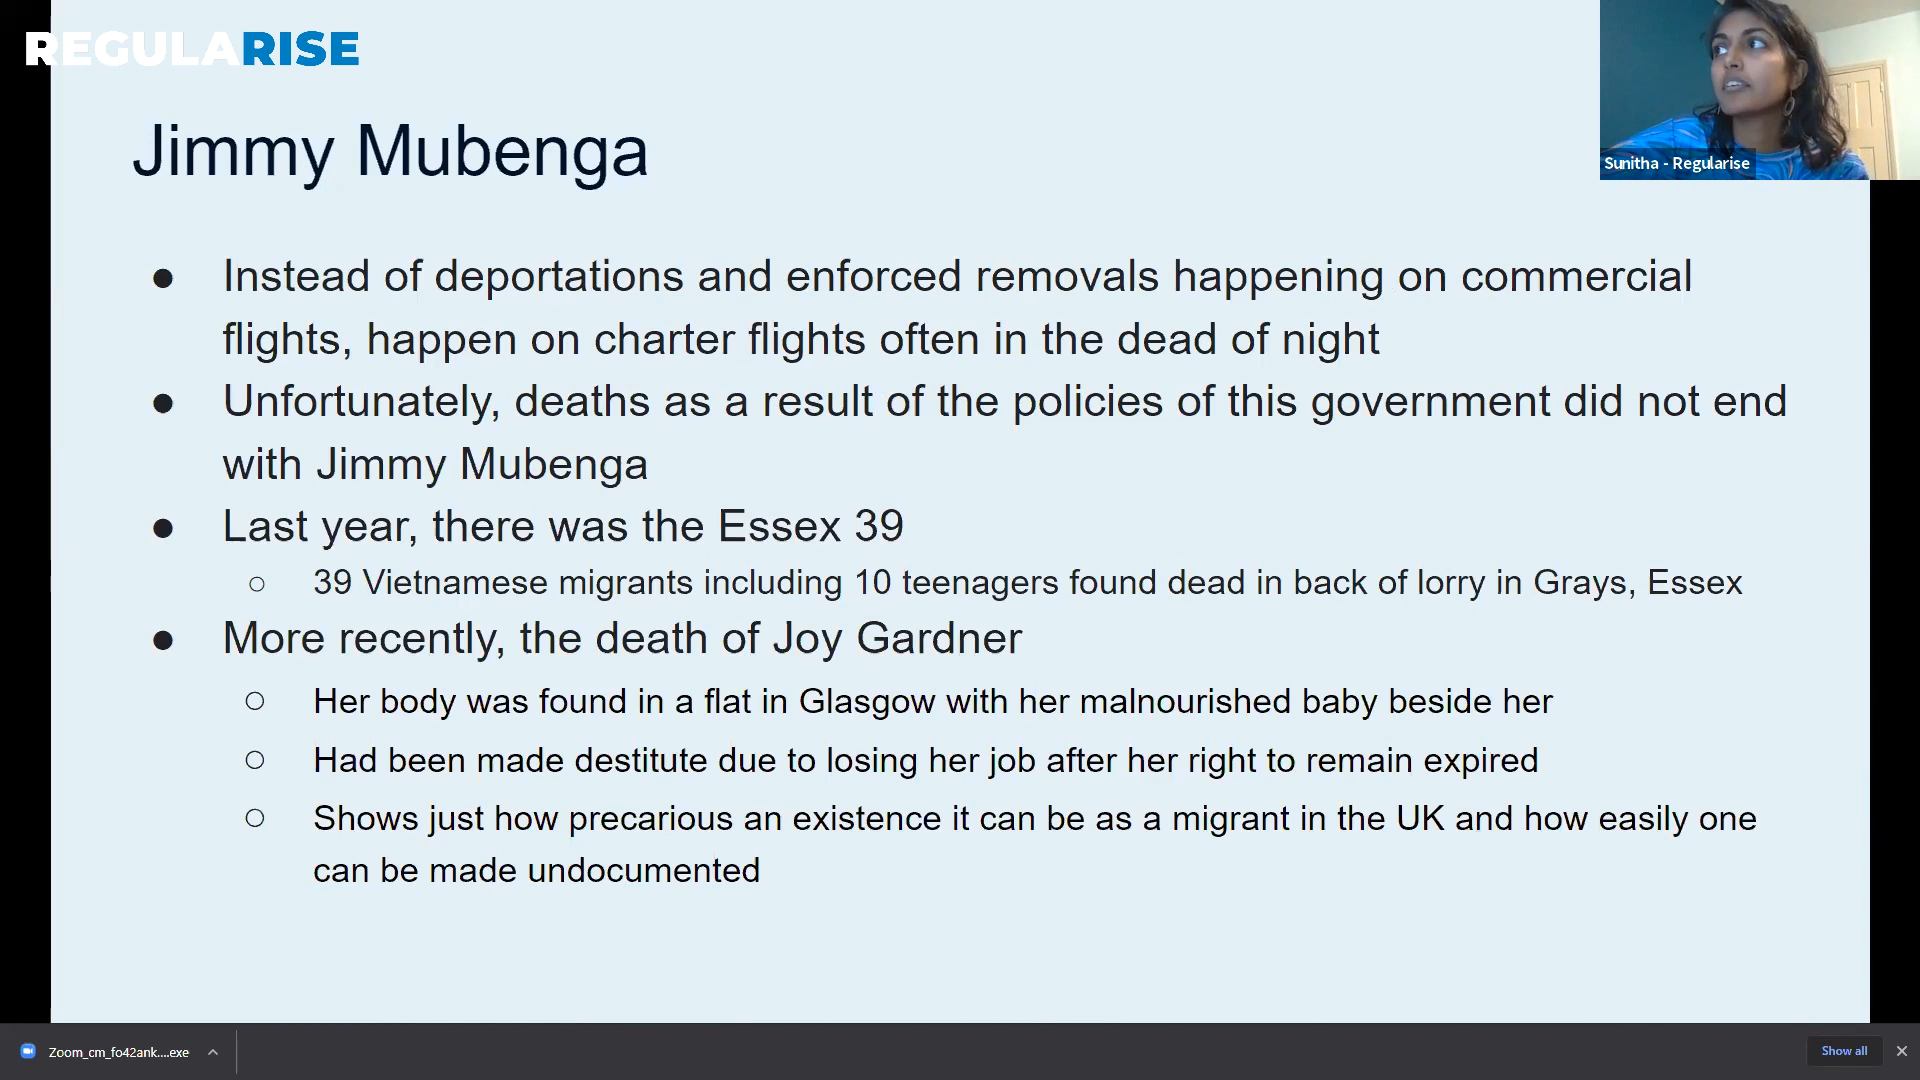 REGULARISE
Sunitha - Regularise
Jimmy Mubenga
● Instead of deportations and enforced removals happening on commercial
flights, happen on charter flights often in the dead of night
● Unfortunately, deaths as a result of the policies of this government did not end
with Jimmy Mubenga
● Last year, there was the Essex 39
○ 39 Vietnamese migrants including 10 teenagers found dead in back of lorry in Grays, Essex
● More recently, the death of Joy Gardner
○ Her body was found in a flat in Glasgow with her malnourished baby beside her
○ Had been made destitute due to losing her job after her right to remain expired
○ Shows just how precarious an existence it can be as a migrant in the UK and how easily one
can be made undocumented
Zoom_cm_fo42ank....exe
Show all